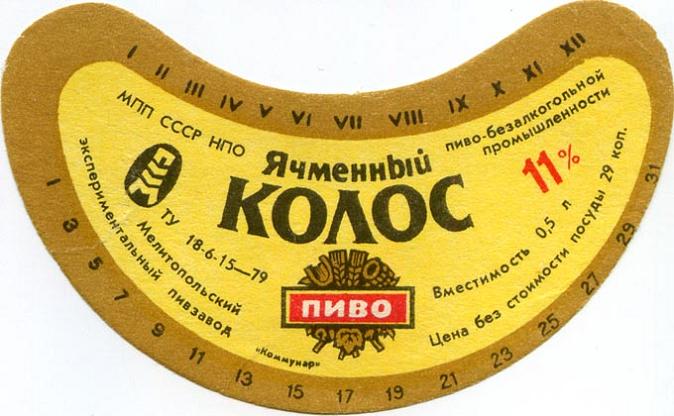 I II III IV V VI VII VIII IX X XI XII
МПП СССР НПО
пиво-безалкогольной
промышленности
Ячменный
КОЛОС
11%
ТУ 18-6-15—79
Мелитопольский
экспериментальный пивзавод
ПИВО
Вместимость 0,5 л
Цена без стоимости посуды 29 коп.
"Коммунар"
1 3 5 7 9 11 13 15 17 19 21 23 25 27 29 31